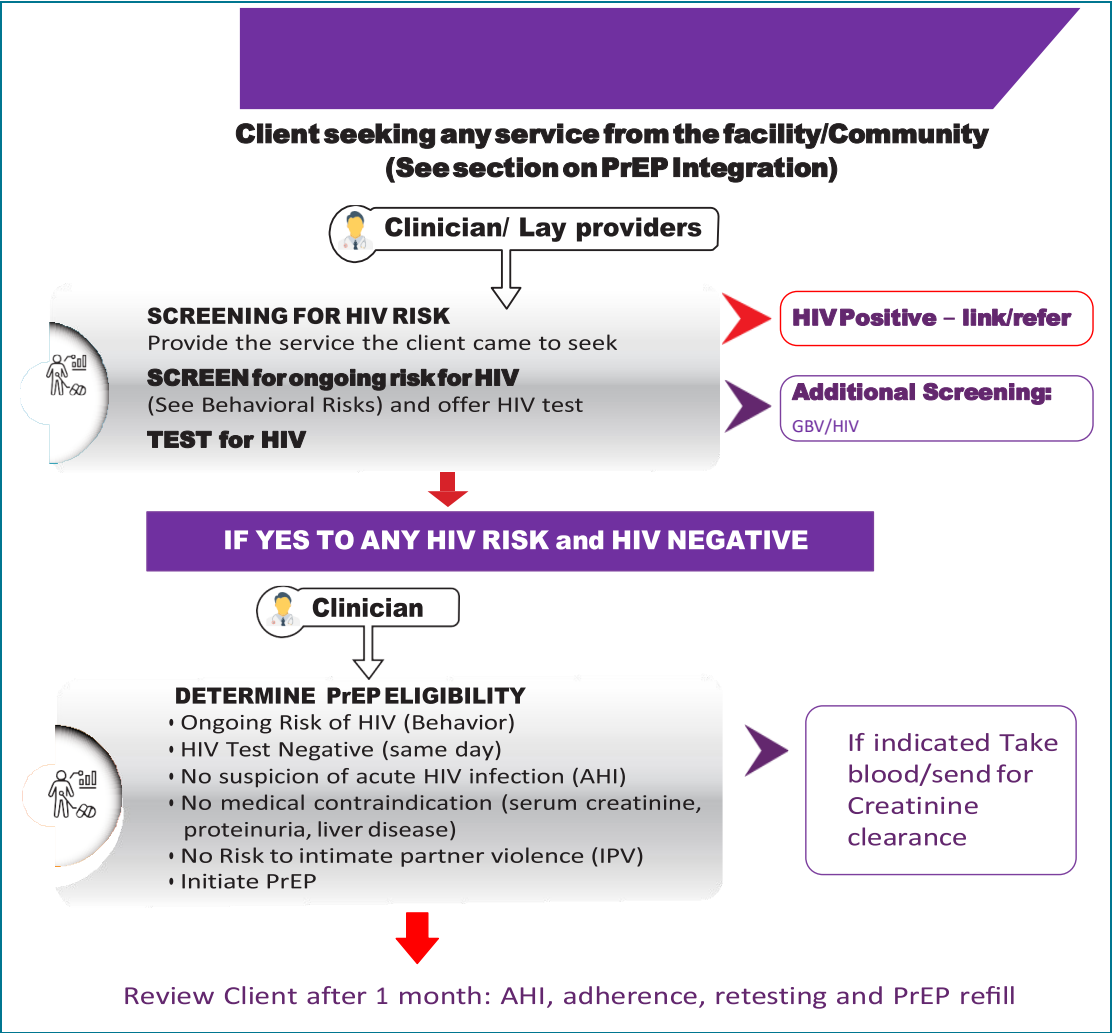 Client seeking any service from the facility/Community
(See section on PrEP Integration)
Clinician/ Lay providers
SCREENING FOR HIV RISK
Provide the service the client came to seek
SCREEN for ongoing risk for HIV
(See Behavioral Risks) and offer HIV test
TEST for HIV
HIV Positive – link/refer
Additional Screening:
GBV/HIV
IF YES TO ANY HIV RISK and HIV NEGATIVE
Clinician
DETERMINE PrEP ELIGIBILITY
• Ongoing Risk of HIV (Behavior)
• HIV Test Negative (same day)
• No suspicion of acute HIV infection (AHI)
• No medical contraindication (serum creatinine,
proteinuria, liver disease)
• No Risk to intimate partner violence (IPV)
• Initiate PrEP
If indicated Take
blood/send for
Creatinine
clearance
Review Client after 1 month: AHI, adherence, retesting and PrEP refill